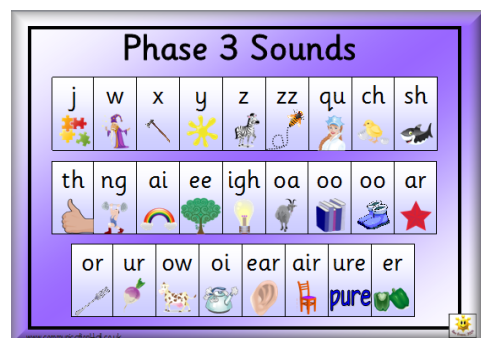 Phase 3 Sounds
j w x y z zz qu ch sh
th ng ai ee igh oa oo oo ar
or ur ow oi ear air ure er
pure